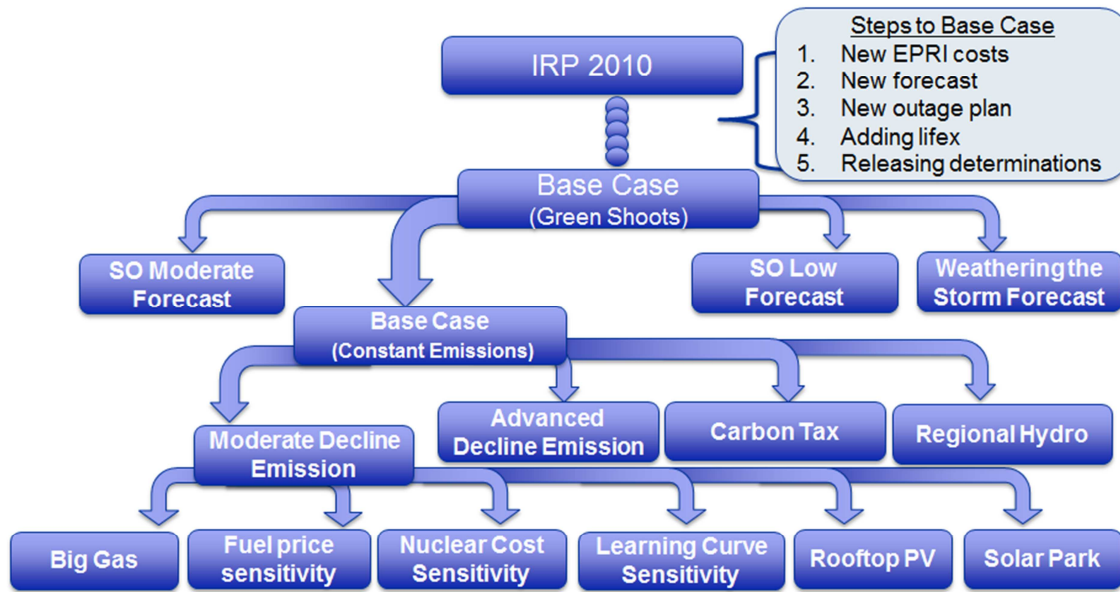 IRP 2010
Steps to Base Case
1. New EPRI costs
2. New forecast
3. New outage plan
4. Adding lifex
5. Releasing determinations
Base Case
(Green Shoots)
SO Moderate
Forecast
SO Low
Forecast
Weathering the
Storm Forecast
Base Case
(Constant Emissions)
Moderate Decline
Emission
Advanced
Decline Emission
Carbon Tax
Regional Hydro
Big Gas
Fuel price
sensitivity
Nuclear Cost
Sensitivity
Learning Curve
Sensitivity
Rooftop PV
Solar Park